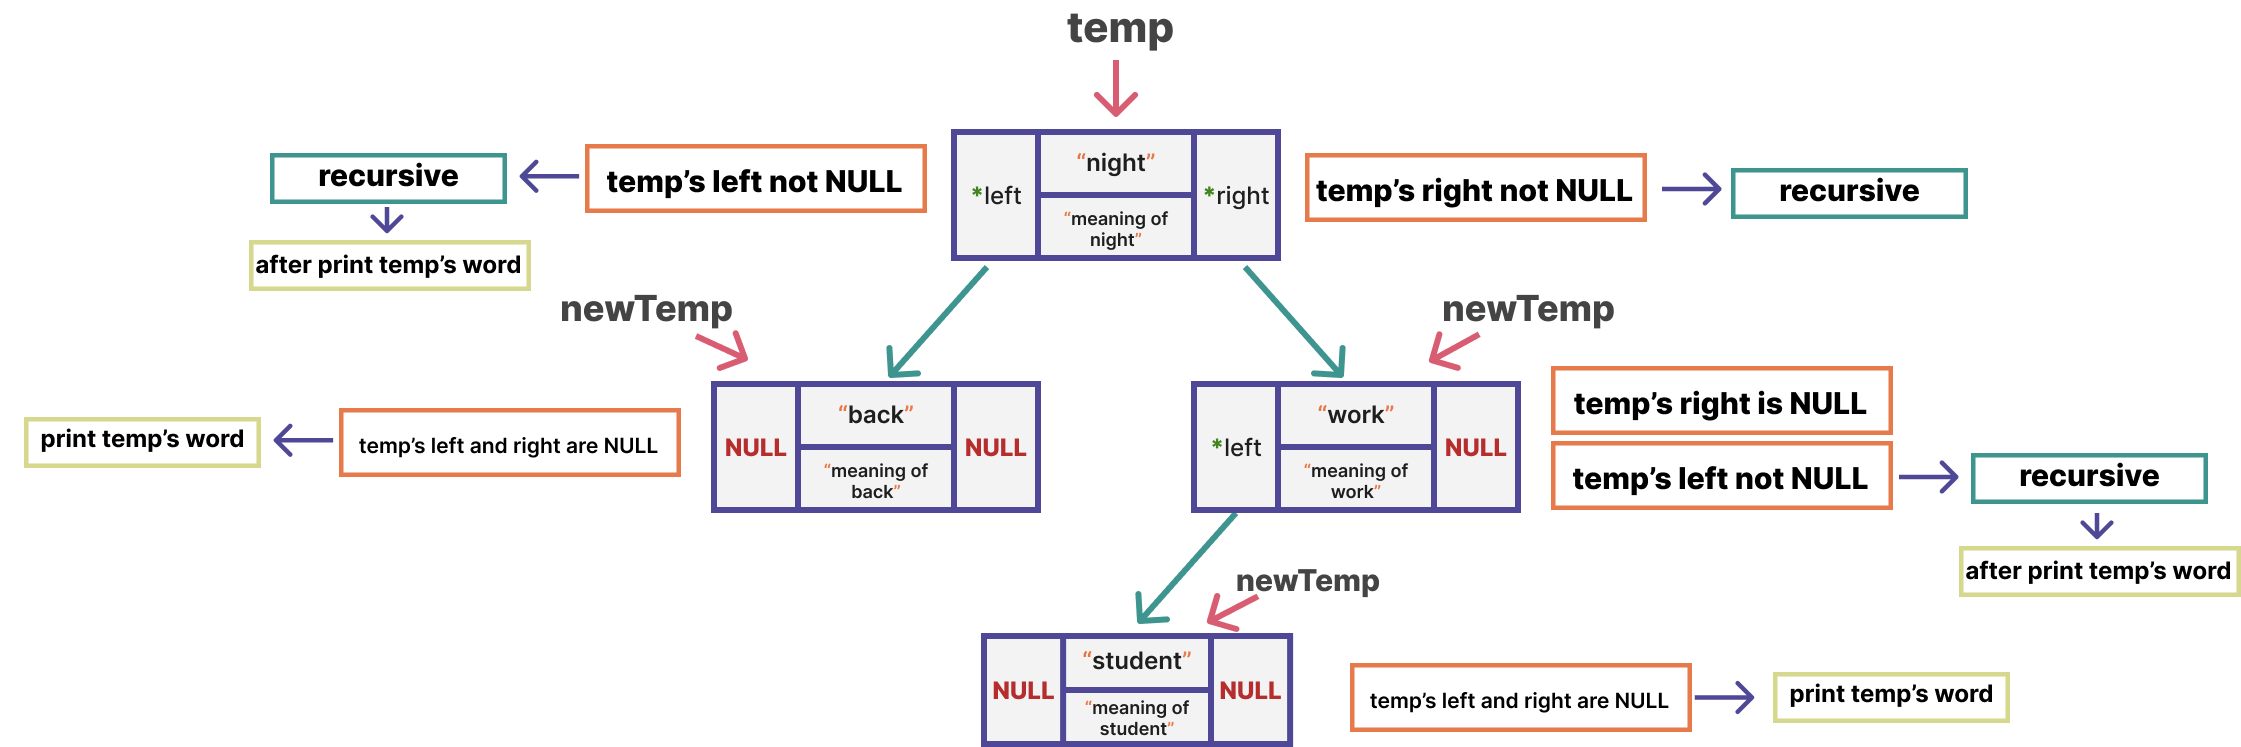 temp
recursive
temp's left not NULL
*left
“night”
“meaning of
night”
*right
temp's right not NULL
recursive
after print temp's word
newTemp
newTemp
print temp's word
temp's left and right are NULL
NULL
“back”
“meaning of
back”
NULL
*left
“work”
“meaning of
work”
NULL
temp's right is NULL
temp's left not NULL
recursive
after print temp's word
newTemp
NULL
“student”
“meaning of
student”
NULL
temp's left and right are NULL
print temp's word